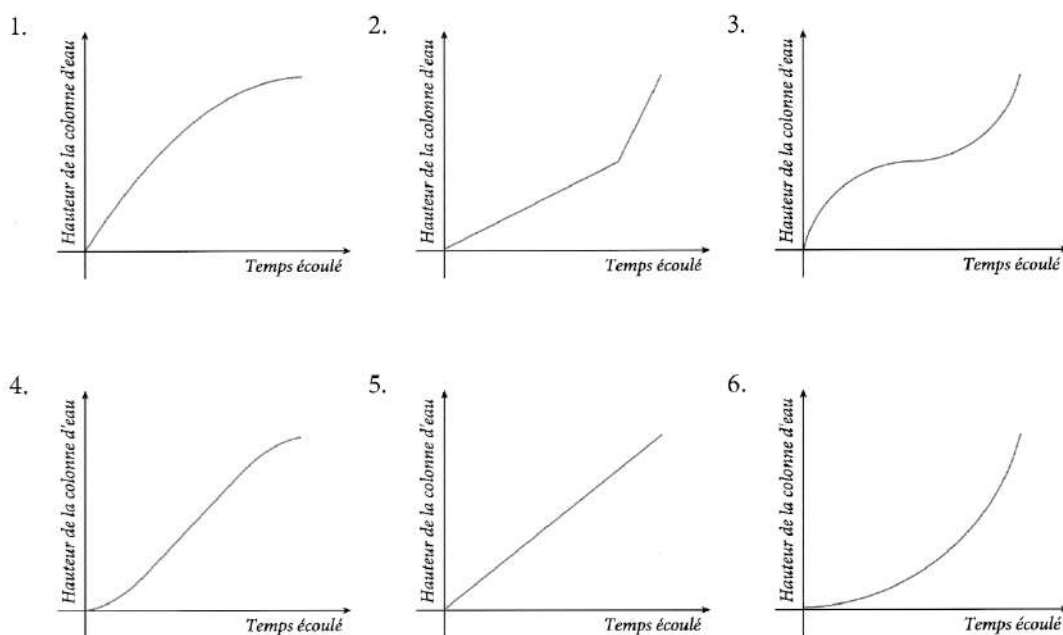 1.
Hauteur de la colonne d'eau
Temps écoulé
2.
Hauteur de la colonne d'eau
Temps écoulé
3.
Hauteur de la colonne d'eau
Temps écoulé
4.
Hauteur de la colonne d'eau
Temps écoulé
5.
Hauteur de la colonne d'eau
Temps écoulé
6.
Hauteur de la colonne d'eau
Temps écoulé